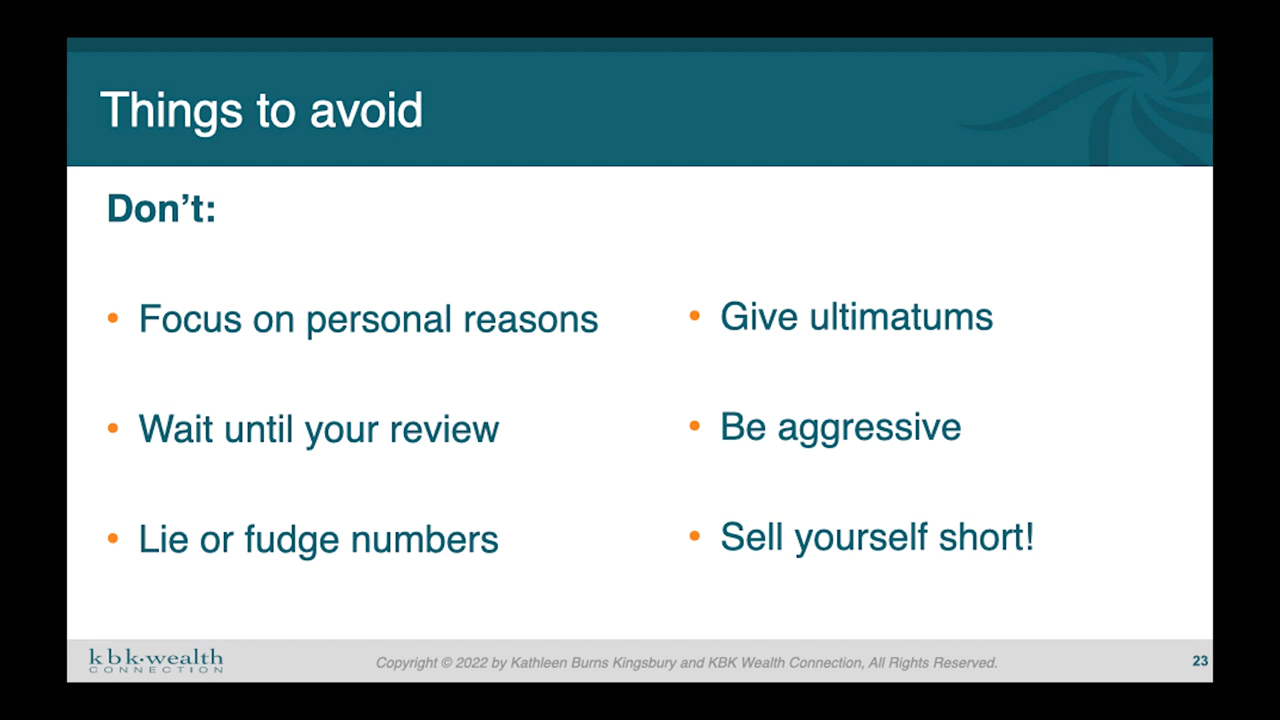 Things to avoid
Don’t:
• Focus on personal reasons
• Wait until your review
• Lie or fudge numbers
• Give ultimatums
• Be aggressive
• Sell yourself short!
kbk·wealth
CONNECTION
Copyright © 2022 by Kathleen Burns Kingsbury and KBK Wealth Connection, All Rights Reserved.
23